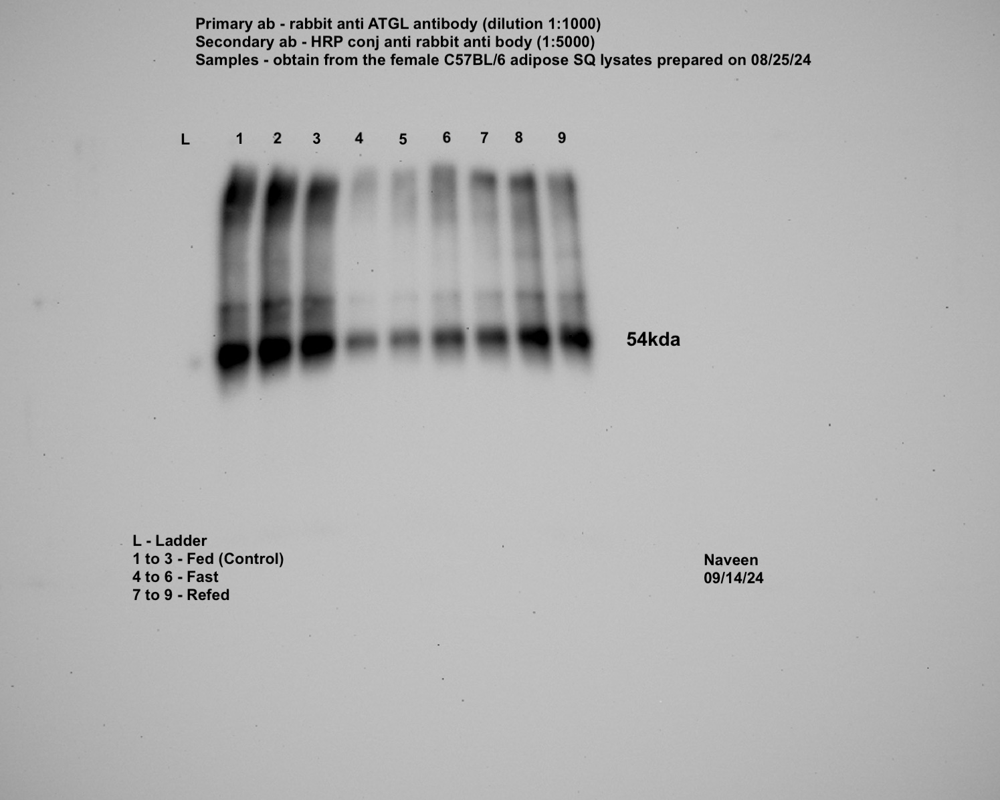 Primary ab - rabbit anti ATGL antibody (dilution 1:1000)
Secondary ab - HRP conj anti rabbit anti body (1:5000)
Samples - obtain from the female C57BL/6 adipose SQ lysates prepared on 08/25/24
L 1 2 3 4 5 6 7 8 9
54kda
L - Ladder
1 to 3 - Fed (Control)
4 to 6 - Fast
7 to 9 - Refed
Naveen
09/14/24